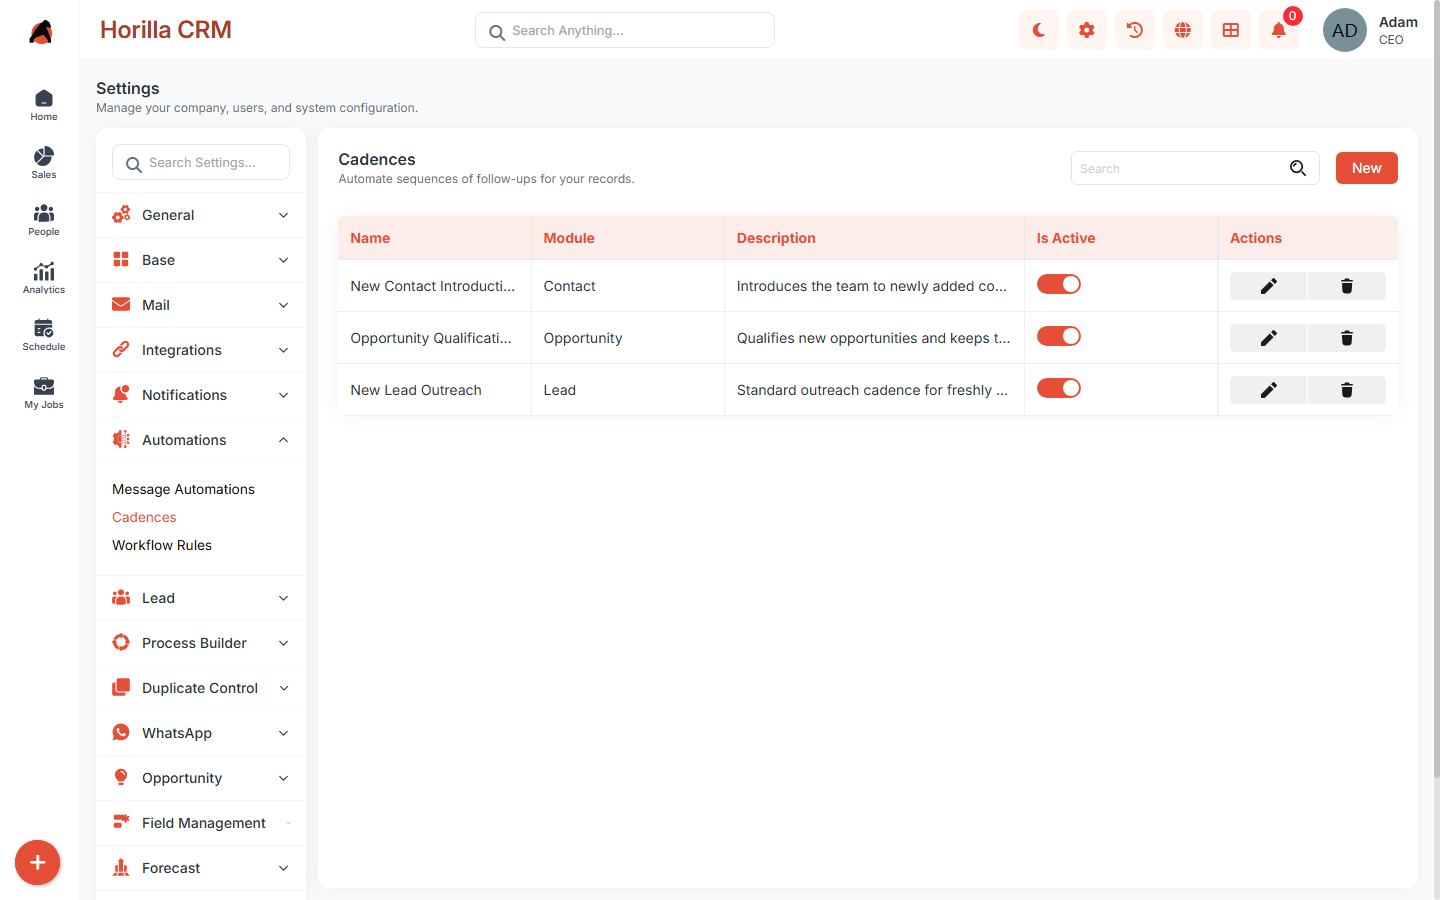 Horilla CRM
Search Anything...
0
AD
Adam
CEO
Home
Sales
People
Analytics
Schedule
My Jobs
Settings
Manage your company, users, and system configuration.
Search Settings...
General
Base
Mail
Integrations
Notifications
Automations
Message Automations
Cadences
Workflow Rules
Lead
Process Builder
Duplicate Control
WhatsApp
Opportunity
Field Management
Forecast
Cadences
Automate sequences of follow-ups for your records.
Search
New
Name Module Description Is Active Actions
New Contact Introducti... Contact Introduces the team to newly added co...
Opportunity Qualificati... Opportunity Qualifies new opportunities and keeps t...
New Lead Outreach Lead Standard outreach cadence for freshly ...